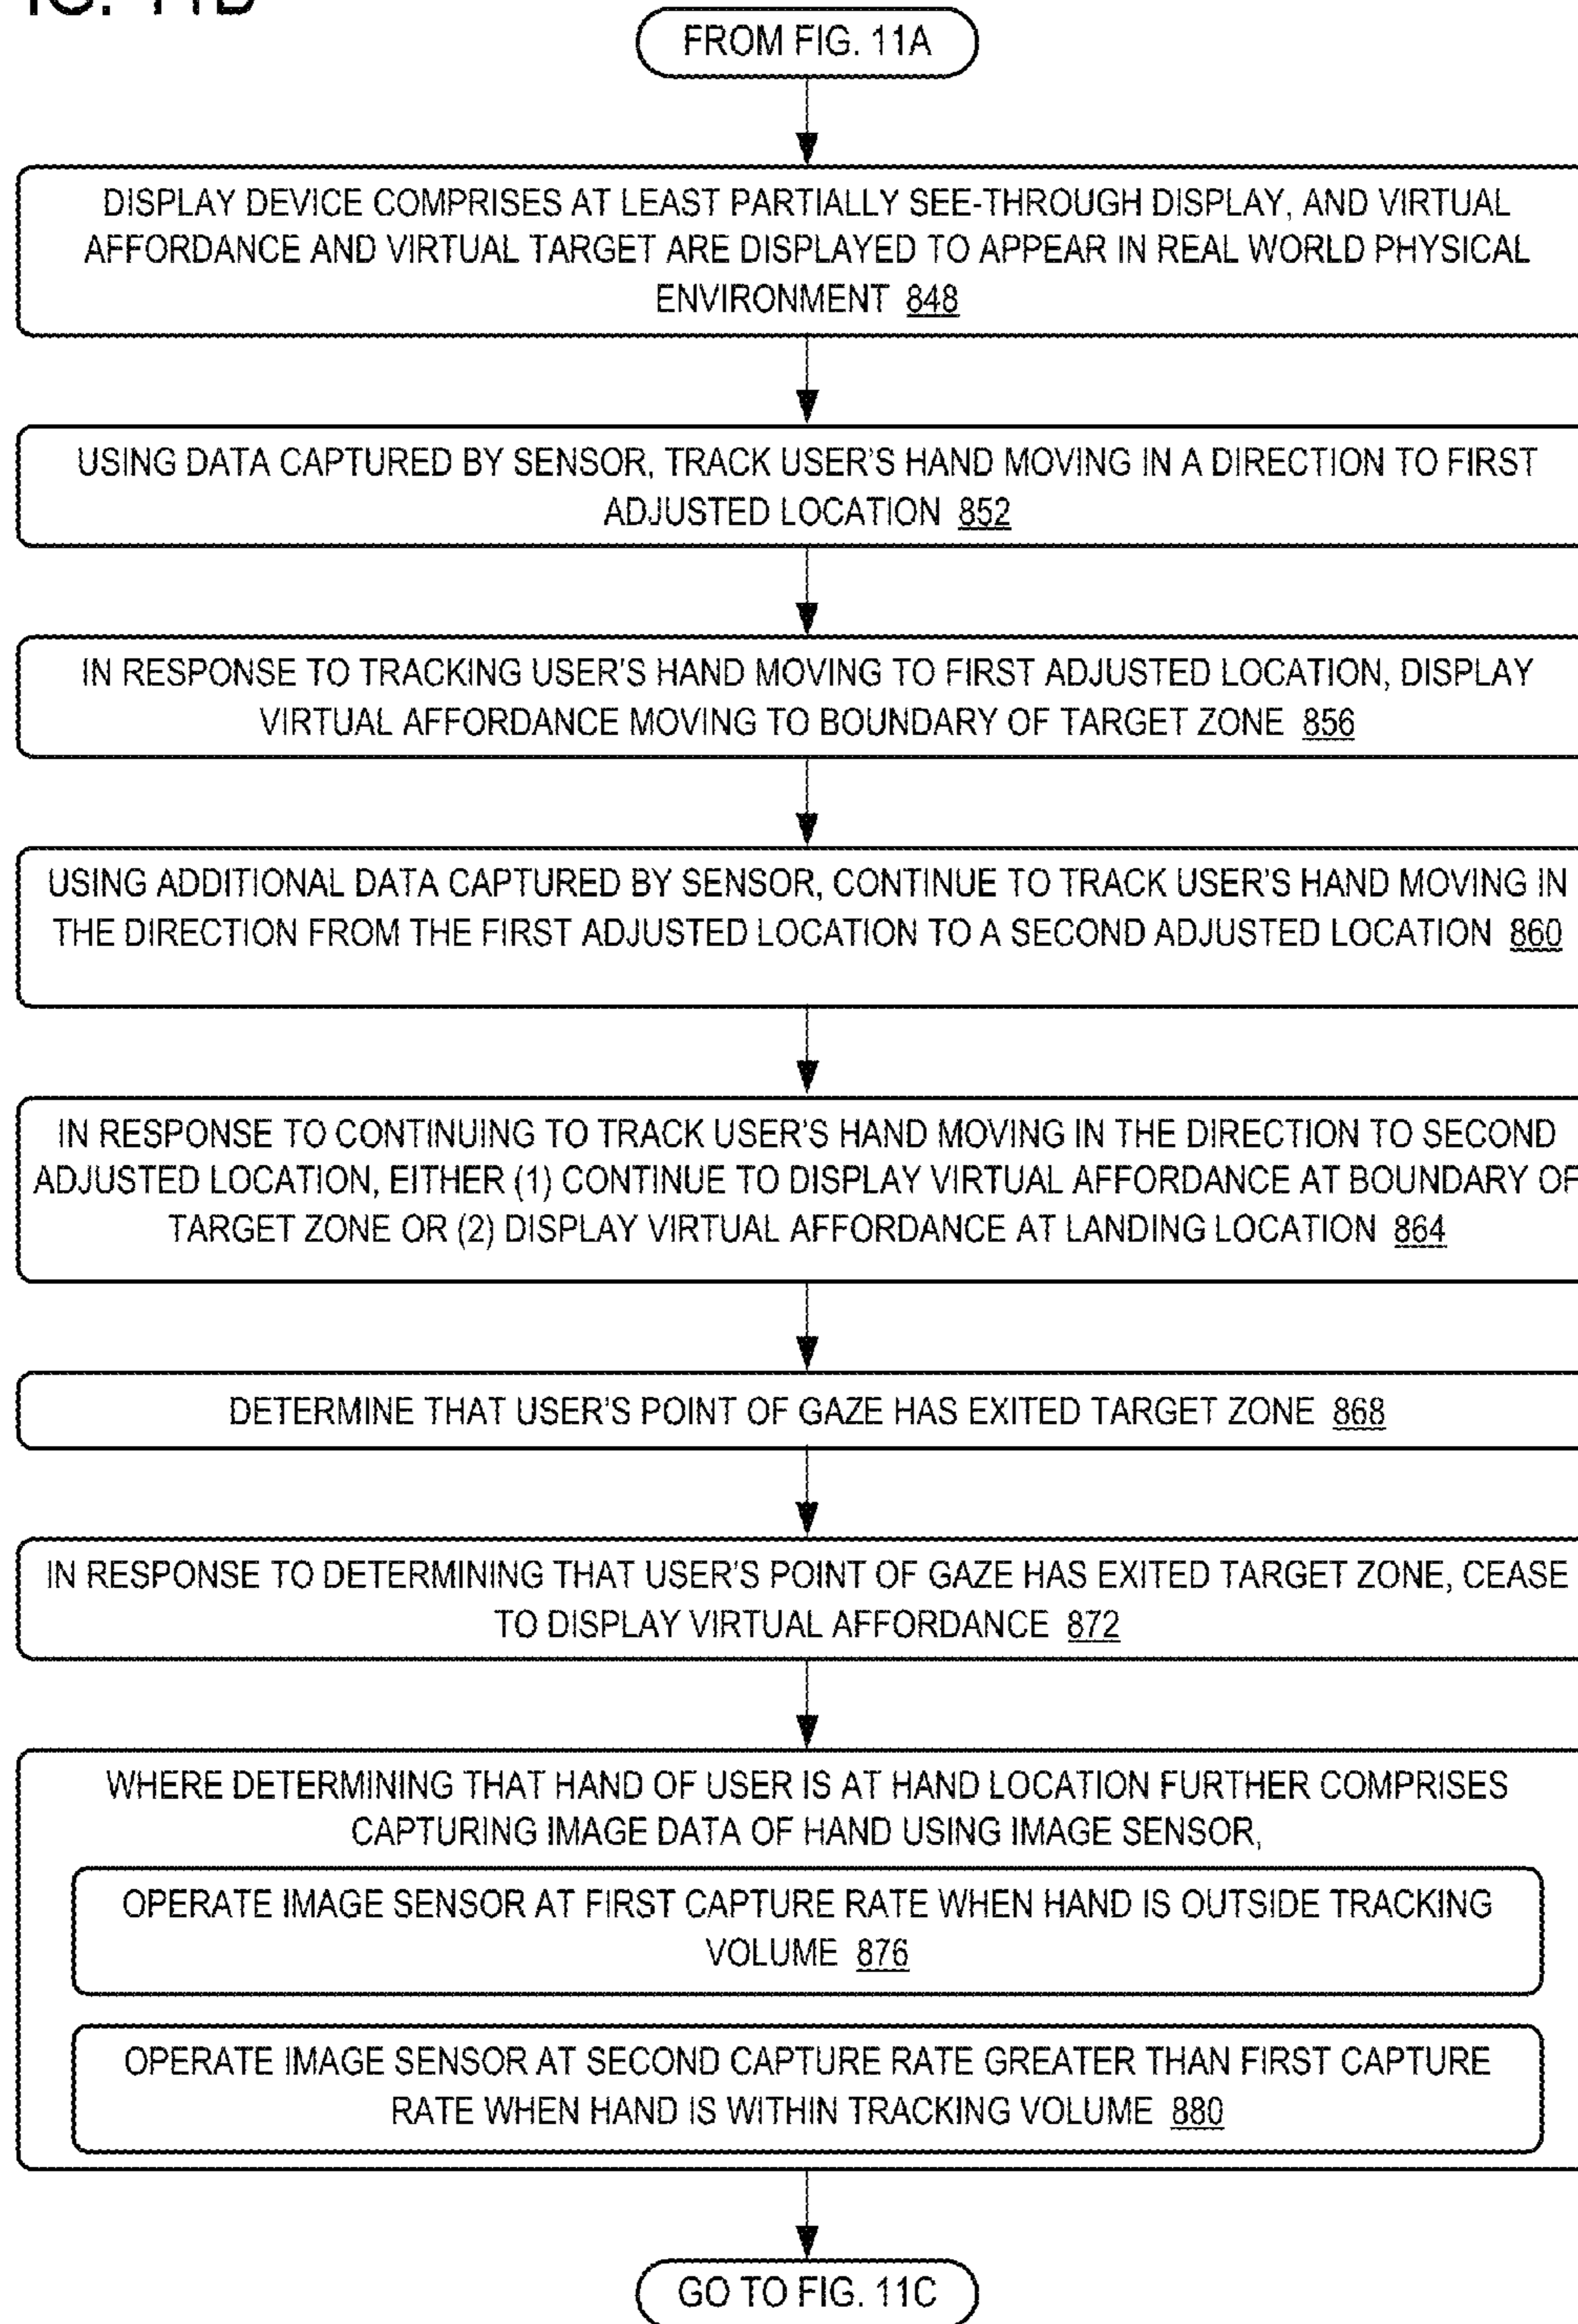 IG. 11B
FROM FIG. 11A
DISPLAY DEVICE COMPRISES AT LEAST PARTIALLY SEE-THROUGH DISPLAY, AND VIRTUAL
AFFORDANCE AND VIRTUAL TARGET ARE DISPLAYED TO APPEAR IN REAL WORLD PHYSICAL
ENVIRONMENT 848
USING DATA CAPTURED BY SENSOR, TRACK USER'S HAND MOVING IN A DIRECTION TO FIRST
ADJUSTED LOCATION 852
IN RESPONSE TO TRACKING USER'S HAND MOVING TO FIRST ADJUSTED LOCATION, DISPLAY
VIRTUAL AFFORDANCE MOVING TO BOUNDARY OF TARGET ZONE 856
USING ADDITIONAL DATA CAPTURED BY SENSOR, CONTINUE TO TRACK USER'S HAND MOVING IN
THE DIRECTION FROM THE FIRST ADJUSTED LOCATION TO A SECOND ADJUSTED LOCATION 860
IN RESPONSE TO CONTINUING TO TRACK USER'S HAND MOVING IN THE DIRECTION TO SECOND
ADJUSTED LOCATION, EITHER (1) CONTINUE TO DISPLAY VIRTUAL AFFORDANCE AT BOUNDARY OF
TARGET ZONE OR (2) DISPLAY VIRTUAL AFFORDANCE AT LANDING LOCATION 864
DETERMINE THAT USER'S POINT OF GAZE HAS EXITED TARGET ZONE 868
IN RESPONSE TO DETERMINING THAT USER'S POINT OF GAZE HAS EXITED TARGET ZONE, CEASE
TO DISPLAY VIRTUAL AFFORDANCE 872
WHERE DETERMINING THAT HAND OF USER IS AT HAND LOCATION FURTHER COMPRISES
CAPTURING IMAGE DATA OF HAND USING IMAGE SENSOR,
OPERATE IMAGE SENSOR AT FIRST CAPTURE RATE WHEN HAND IS OUTSIDE TRACKING
VOLUME 876
OPERATE IMAGE SENSOR AT SECOND CAPTURE RATE GREATER THAN FIRST CAPTURE
RATE WHEN HAND IS WITHIN TRACKING VOLUME 880
GO TO FIG. 11C